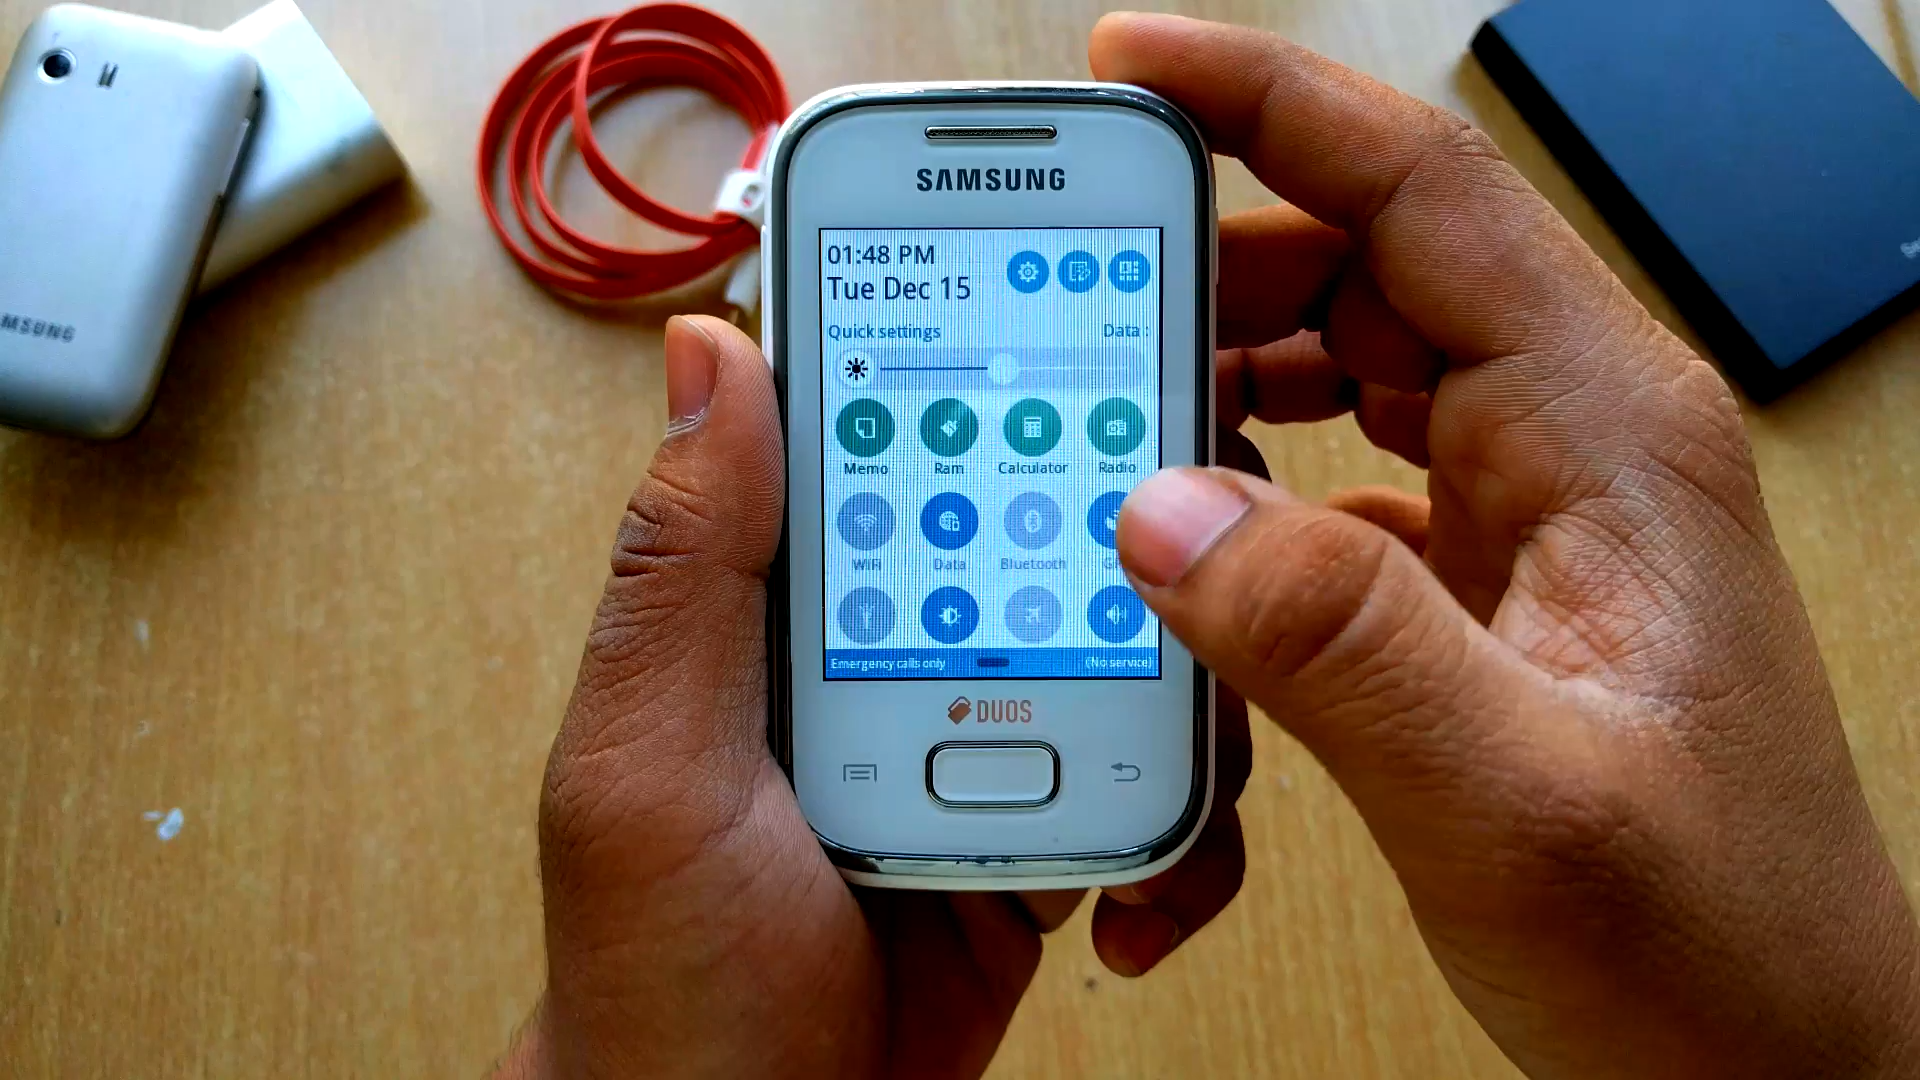 SAMSUNG
01:48 PM
Tue Dec 15
Quick settings
Data :
Memo
Ram
Calculator
Radio
WiFi
Data
Bluetooth
Emergency calls only
(No service)
DUOS
MSUNG